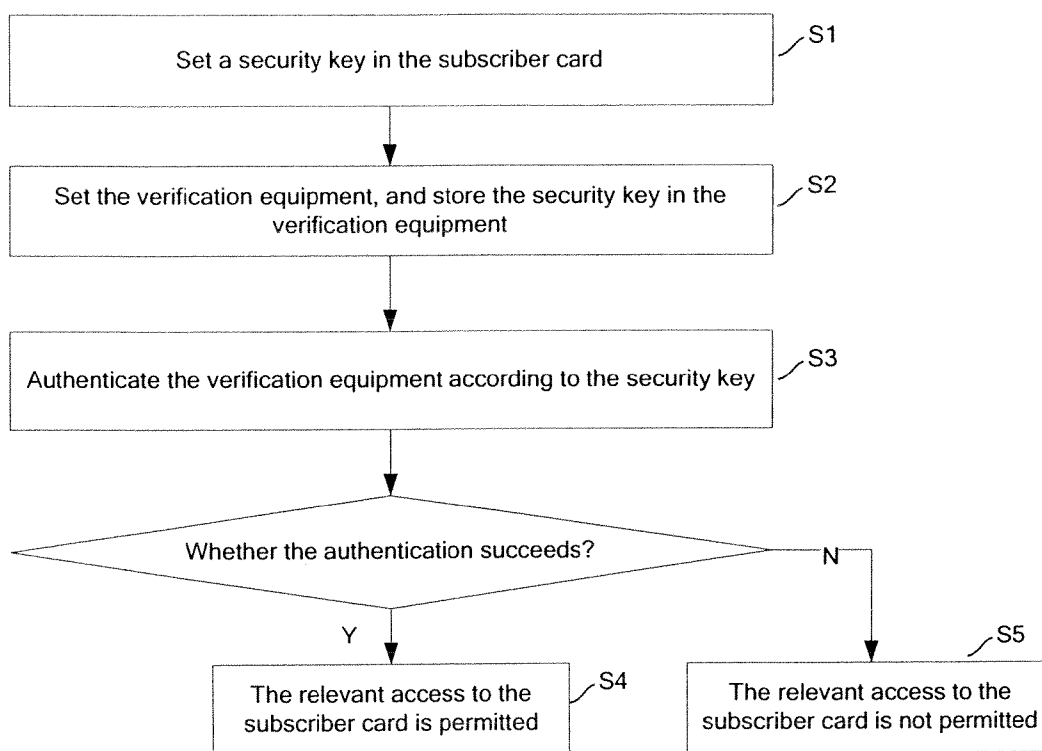 Set a security key in the subscriber card
S1
Set the verification equipment, and store the security key in the
verification equipment
S2
Authenticate the verification equipment according to the security key
S3
Whether the authentication succeeds?
N
Y
The relevant access to the
subscriber card is permitted
S4
The relevant access to the
subscriber card is not permitted
S5